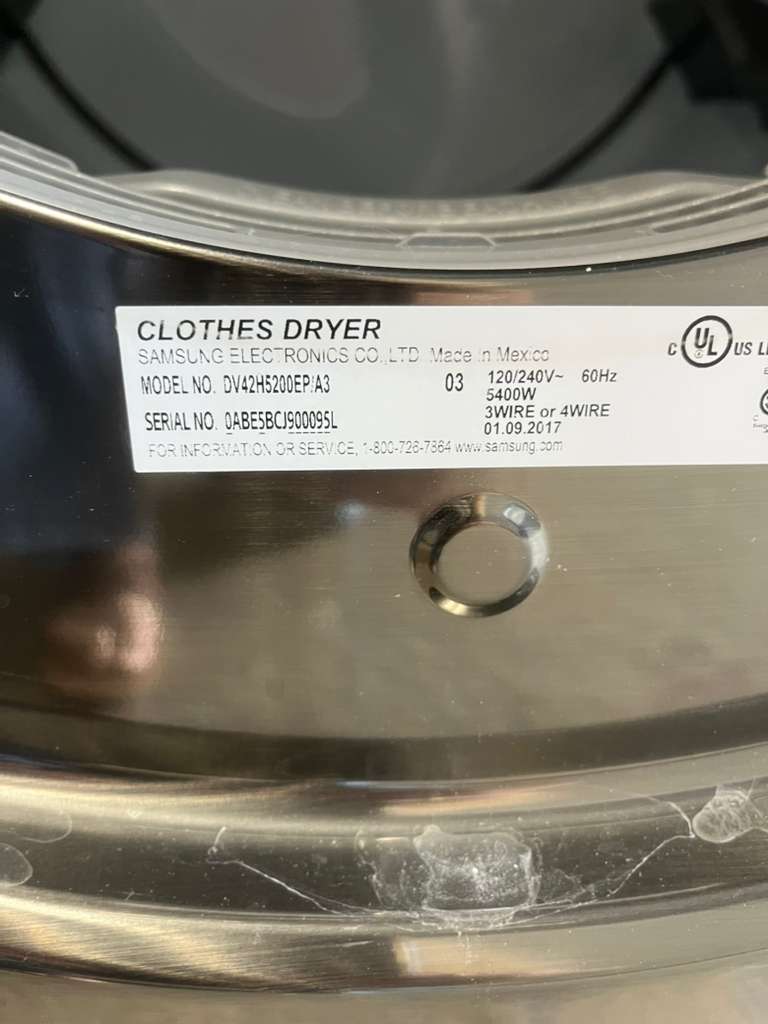 CLOTHES DRYER
SAMSUNG ELECTRONICS CO.,LTD. Made in Mexico
MODEL NO. DV42H5200EP/A3 03 120/240V~ 60Hz
5400W
SERIAL NO. 0ABE5BCJ900095L 3WIRE or 4WIRE
01.09.2017
FOR INFORMATION OR SERVICE, 1-800-726-7864 www.samsung.com
C UL US